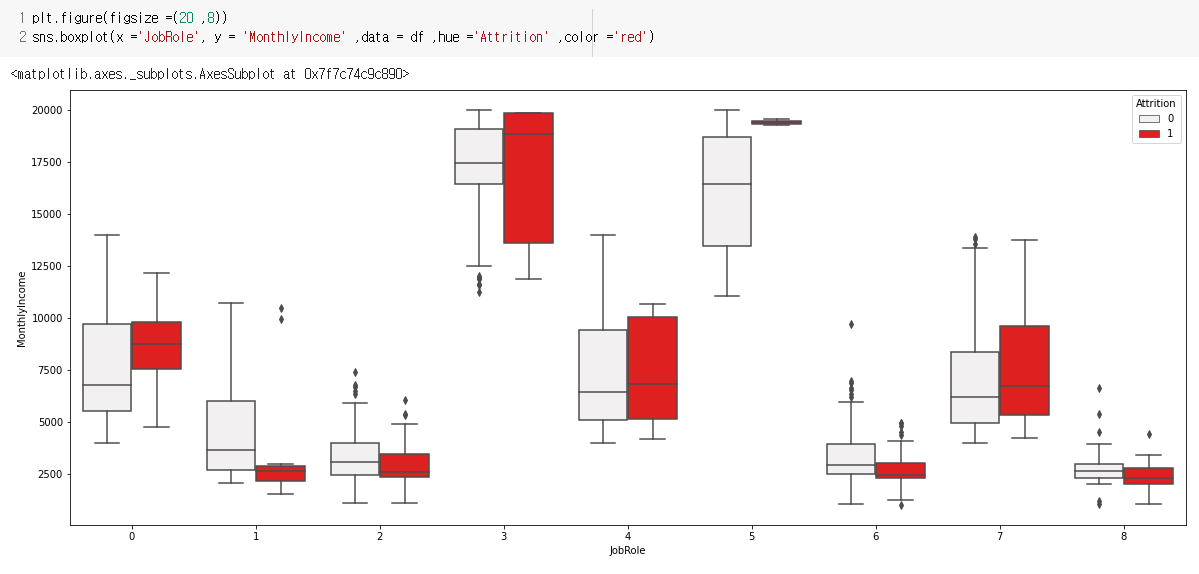 1 plt.figure(figsize =(20 ,8))
2 sns.boxplot(x ='JobRole', y = 'MonthlyIncome' ,data = df ,hue ='Attrition' ,color ='red')
<matplotlib.axes._subplots.AxesSubplot at 0x7f7c74c9c890>
Attrition
0
1
20000
17500
15000
12500
10000
7500
5000
2500
MonthlyIncome
0 1 2 3 4 5 6 7 8
JobRole